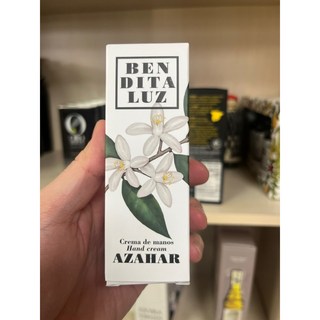 BEN
DITA
LUZ
Crema de manos
Hand cream
AZAHAR